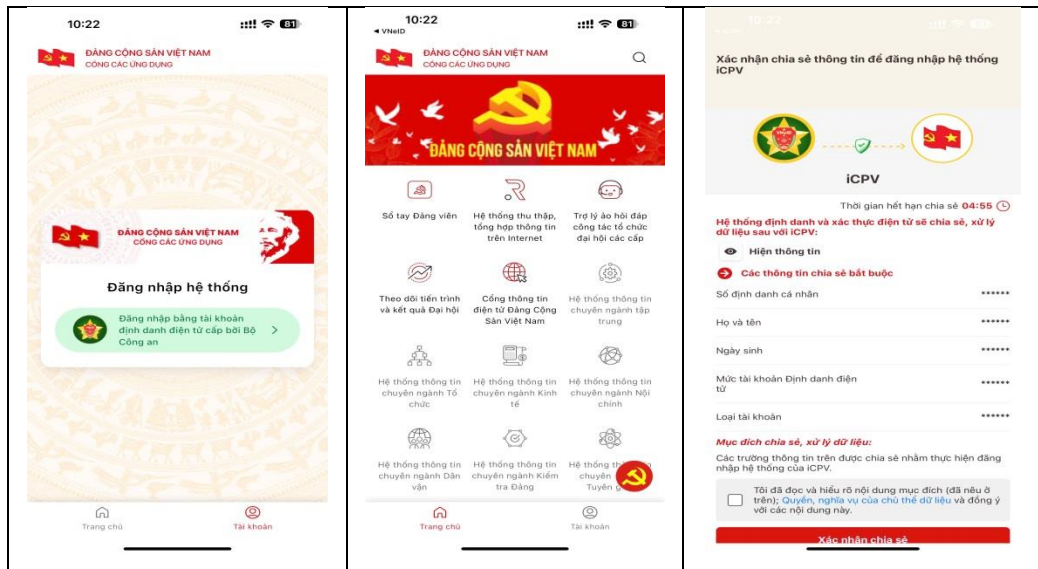 10:22
81
ĐẢNG CỘNG SẢN VIỆT NAM
CỔNG CÁC ỨNG DỤNG
ĐẢNG CỘNG SẢN VIỆT NAM
CỔNG CÁC ỨNG DỤNG
Đăng nhập hệ thống
Đăng nhập bằng tài khoản
định danh điện tử cấp bởi Bộ
Công an
Trang chủ
Tài khoản
10:22
81
VNeID
ĐẢNG CỘNG SẢN VIỆT NAM
CỔNG CÁC ỨNG DỤNG
ĐẢNG CỘNG SẢN VIỆT NAM
Sổ tay Đảng viên
Hệ thống thu thập,
tổng hợp thông tin
trên Internet
Trợ lý ảo hỏi đáp
công tác tổ chức
đại hội các cấp
Theo dõi tiến trình
và kết quả Đại hội
Cổng thông tin
điện tử Đảng Cộng
Sản Việt Nam
Hệ thống thông tin
chuyên ngành tập
trung
Hệ thống thông tin
chuyên ngành Tổ
chức
Hệ thống thông tin
chuyên ngành Kinh
tế
Hệ thống thông tin
chuyên ngành Nội
chính
Hệ thống thông tin
chuyên ngành Dân
vận
Hệ thống thông tin
chuyên ngành Kiểm
tra Đảng
Hệ thống
chuyên
Tuyên
Trang chủ
Tài khoản
10:22
Xác nhận chia sẻ thông tin để đăng nhập hệ thống
iCPV
VNeID
iCPV
Thời gian hết hạn chia sẻ 04:55
Hệ thống định danh và xác thực điện tử sẽ chia sẻ, xử lý
dữ liệu sau với iCPV:
Hiện thông tin
Các thông tin chia sẻ bắt buộc
Số định danh cá nhân ******
Họ và tên ******
Ngày sinh ******
Mức tài khoản Định danh điện
tử ******
Loại tài khoản ******
Mục đích chia sẻ, xử lý dữ liệu:
Các trường thông tin trên được chia sẻ nhằm thực hiện đăng
nhập hệ thống của iCPV.
Tôi đã đọc và hiểu rõ nội dung mục đích (đã nêu ở
trên); Quyền, nghĩa vụ của chủ thể dữ liệu và đồng ý
với các nội dung này.
Xác nhận chia sẻ